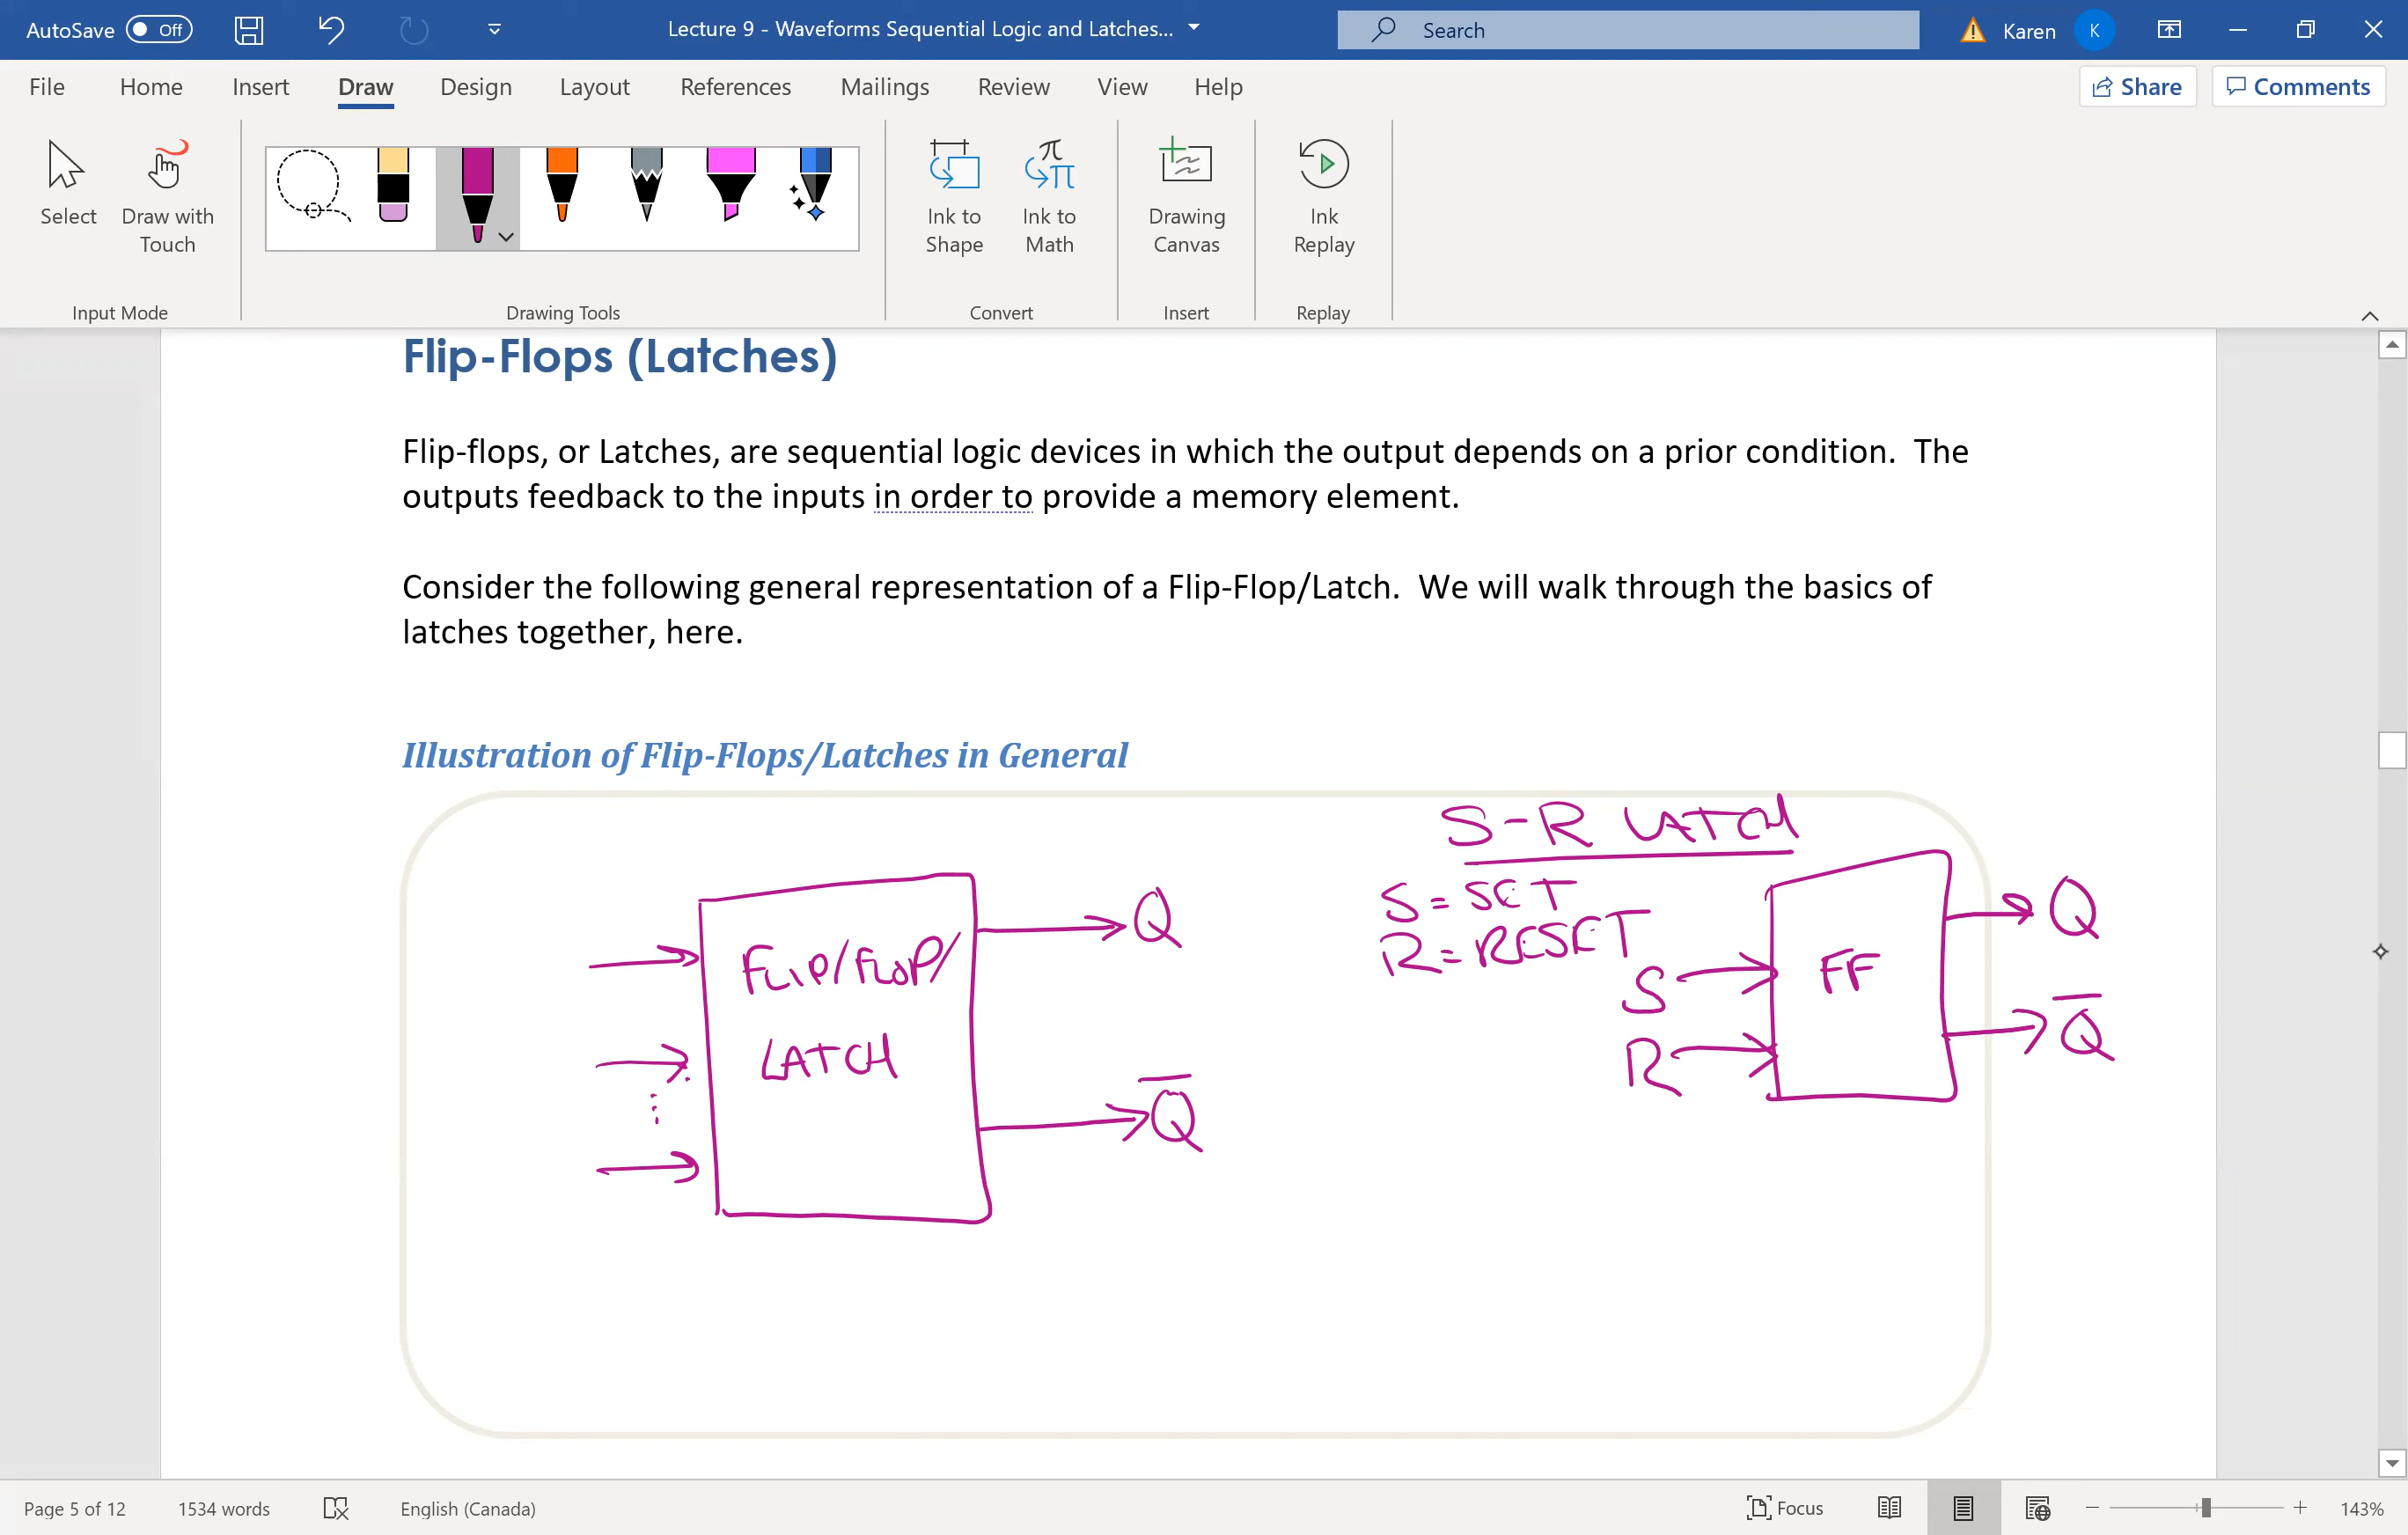 AutoSave Off Lecture 9 - Waveforms Sequential Logic and Latches... Search Karen K
File Home Insert Draw Design Layout References Mailings Review View Help Share Comments
Select Draw with Touch Ink to Shape Ink to Math Drawing Canvas Ink Replay
Input Mode Drawing Tools Convert Insert Replay
Flip-Flops (Latches)
Flip-flops, or Latches, are sequential logic devices in which the output depends on a prior condition. The
outputs feedback to the inputs in order to provide a memory element.
Consider the following general representation of a Flip-Flop/Latch. We will walk through the basics of
latches together, here.
Illustration of Flip-Flops/Latches in General
FLIP/FLOP/
LATCH
Q
Q̅
S-R LATCH
S = SET
R = RESET
S
R
FF
Q
Q̅
Page 5 of 12 1534 words English (Canada) Focus 143%